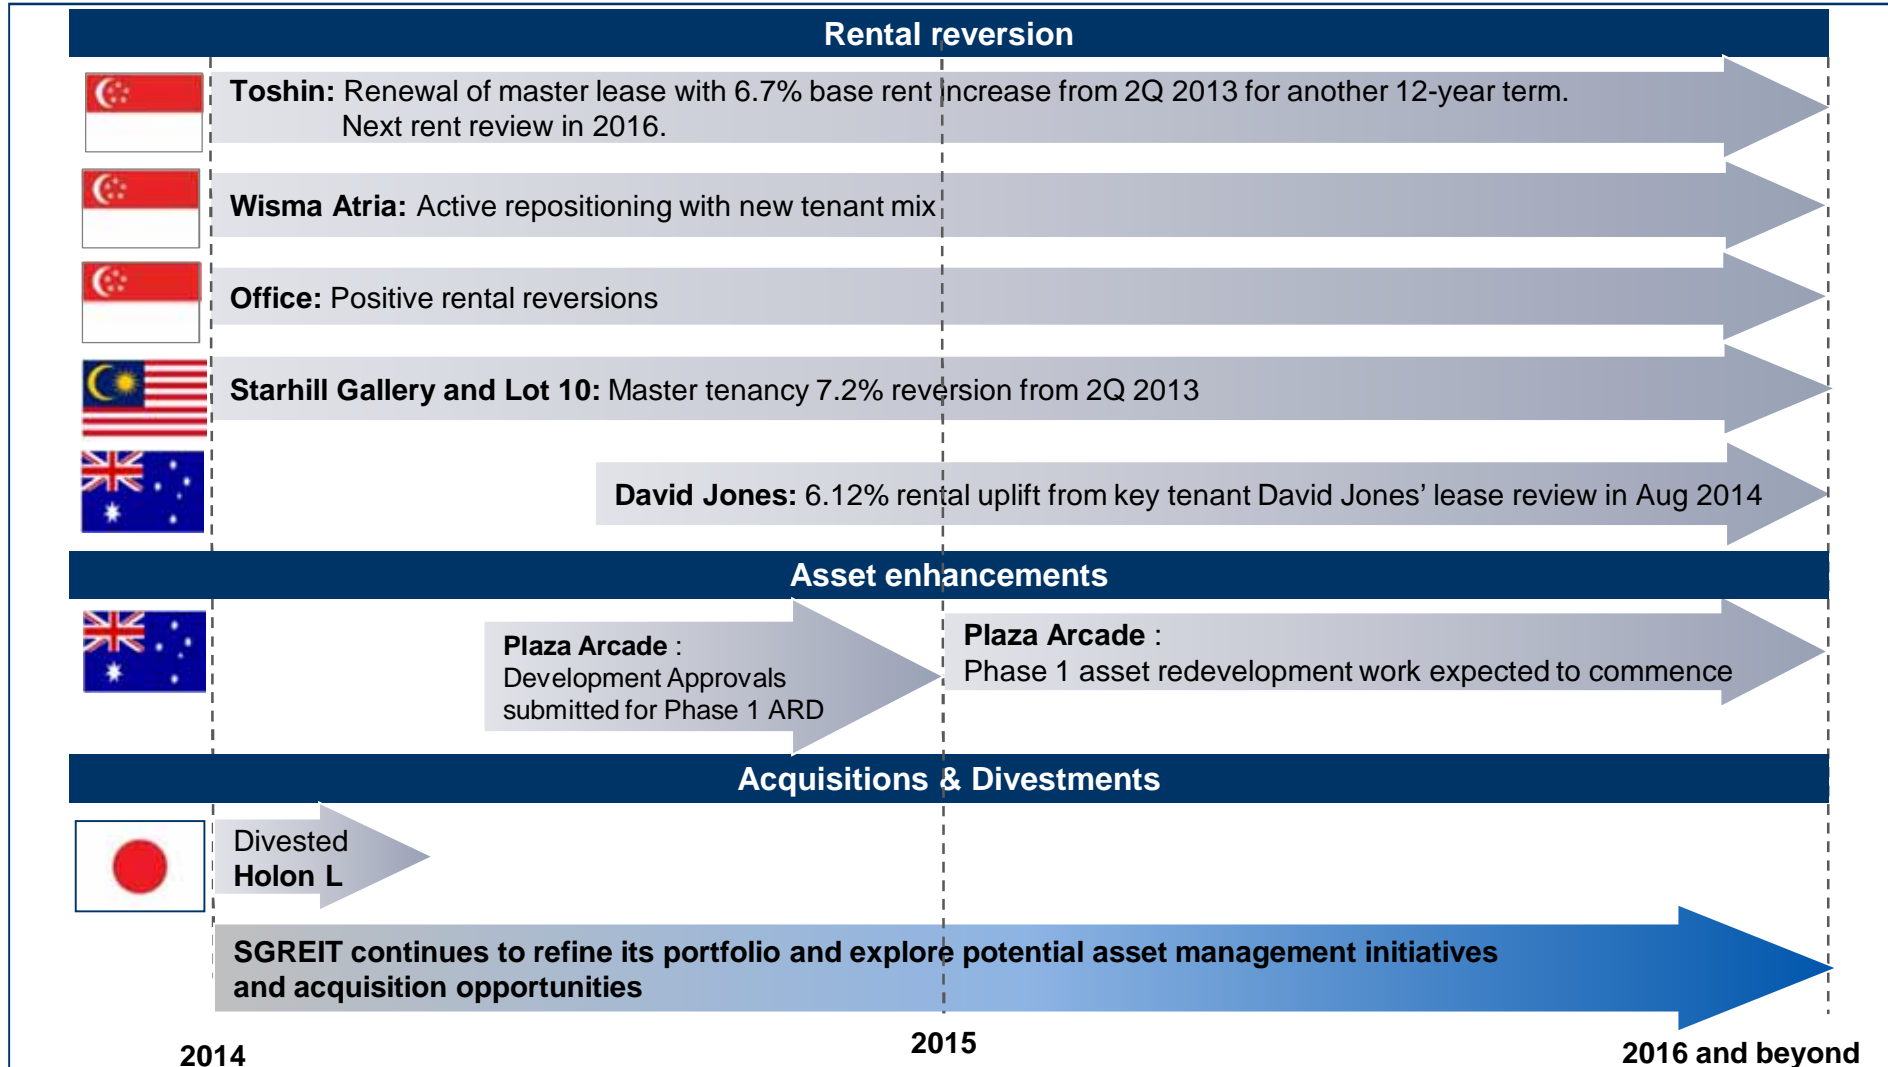 Rental reversion
Toshin: Renewal of master lease with 6.7% base rent increase from 2Q 2013 for another 12-year term.
Next rent review in 2016.
Wisma Atria: Active repositioning with new tenant mix
Office: Positive rental reversions
Starhill Gallery and Lot 10: Master tenancy 7.2% reversion from 2Q 2013
David Jones: 6.12% rental uplift from key tenant David Jones’ lease review in Aug 2014
Asset enhancements
Plaza Arcade :
Development Approvals
submitted for Phase 1 ARD
Plaza Arcade :
Phase 1 asset redevelopment work expected to commence
Acquisitions & Divestments
Divested
Holon L
SGREIT continues to refine its portfolio and explore potential asset management initiatives
and acquisition opportunities
2014
2015
2016 and beyond